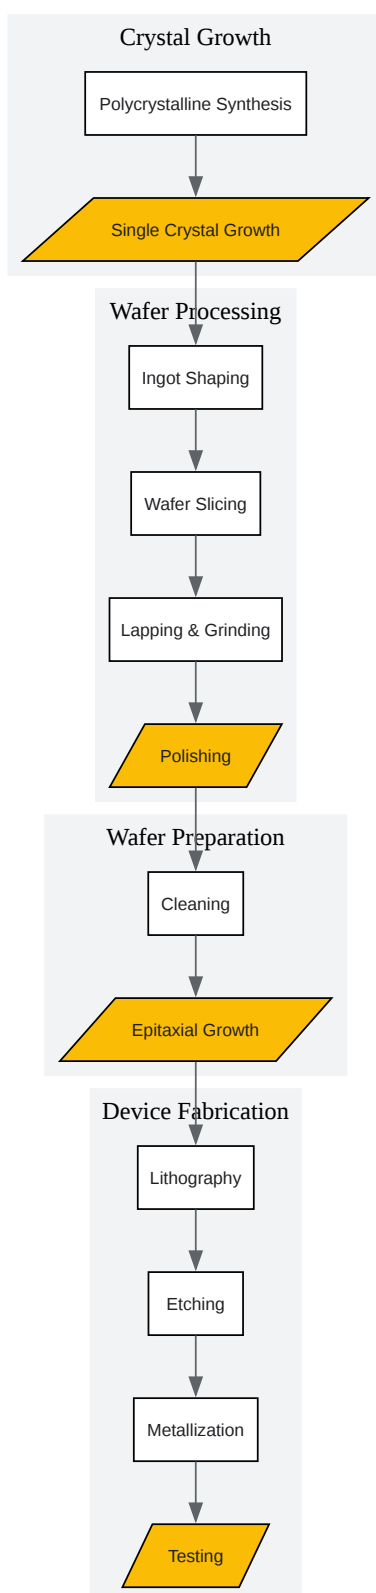 Crystal Growth
Polycrystalline Synthesis
Single Crystal Growth
Wafer Processing
Ingot Shaping
Wafer Slicing
Lapping & Grinding
Polishing
Wafer Preparation
Cleaning
Epitaxial Growth
Device Fabrication
Lithography
Etching
Metallization
Testing